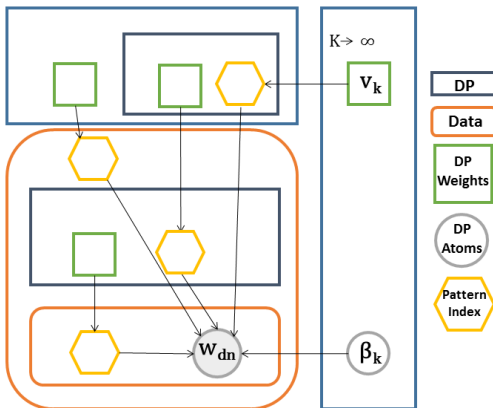 K→ ∞
v_k
w_dn
β_k
DP
Data
DP
Weights
DP
Atoms
Pattern
Index